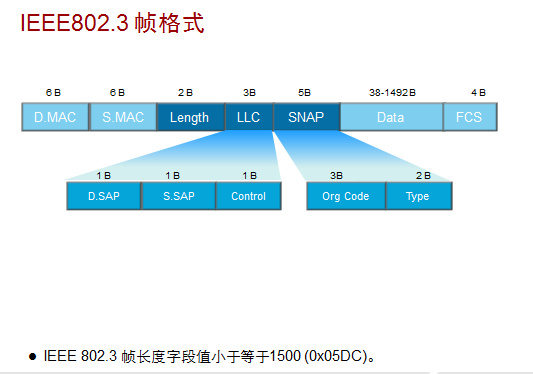 IEEE802.3 帧格式
6 B 6 B 2 B 3B 5B 38-1492B 4 B
D.MAC S.MAC Length LLC SNAP Data FCS
1 B 1 B 1 B 3B 2 B
D.SAP S.SAP Control Org Code Type
● IEEE 802.3 帧长度字段值小于等于1500 (0x05DC)。